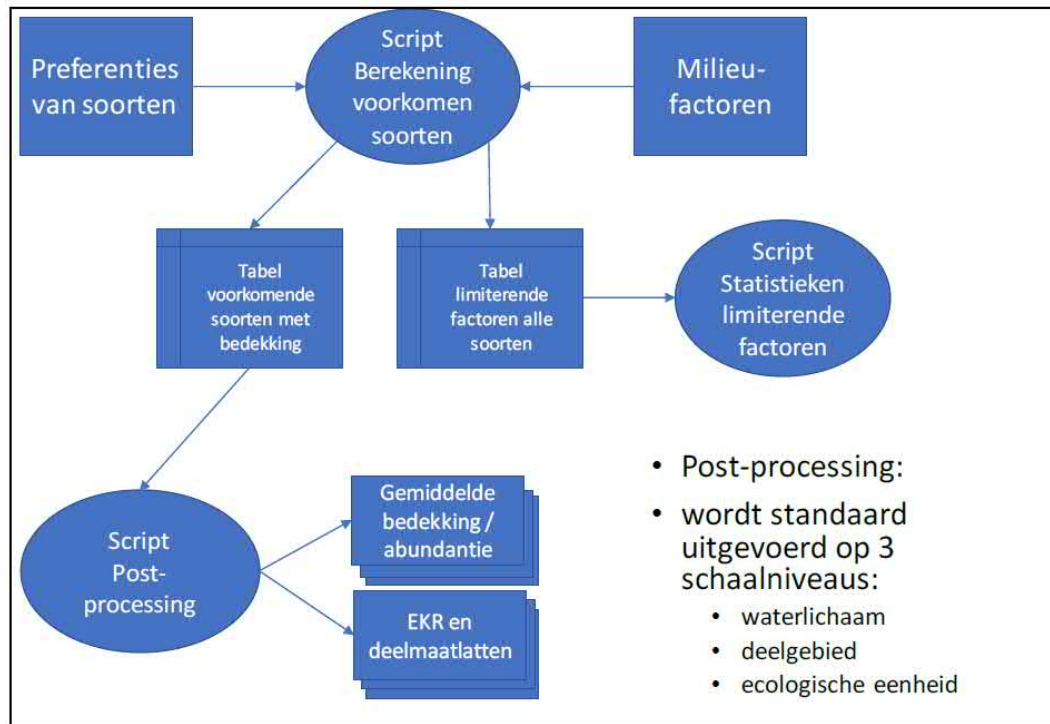 Preferenties
van soorten
Script
Berekening
voorkomen
soorten
Milieu-
factoren
Tabel
voorkomende
soorten met
bedekking
Tabel
limiterende
factoren alle
soorten
Script
Statistieken
limiterende
factoren
Script
Post-
processing
Gemiddelde
bedekking /
abundantie
EKR en
deelmaatlatten
• Post-processing:
• wordt standaard
uitgevoerd op 3
schaalniveaus:
• waterlichaam
• deelgebied
• ecologische eenheid